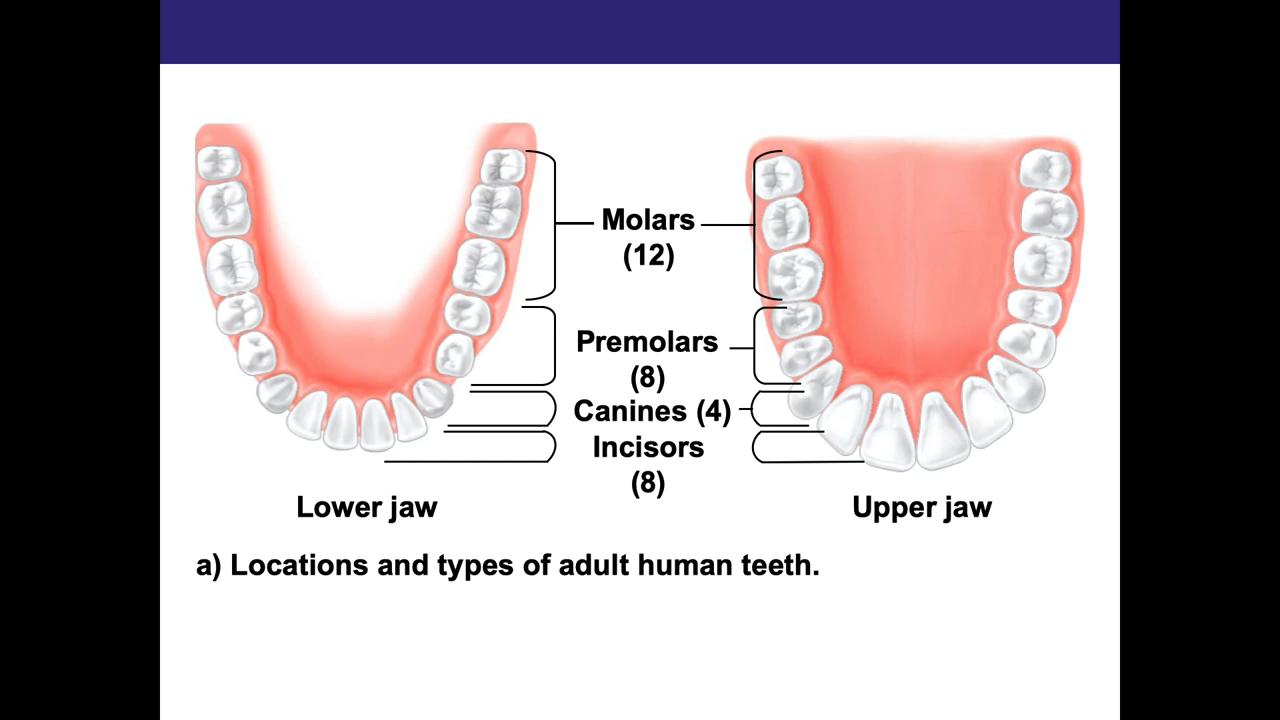 Molars
(12)
Premolars
(8)
Canines (4)
Incisors
(8)
Lower jaw
Upper jaw
a) Locations and types of adult human teeth.